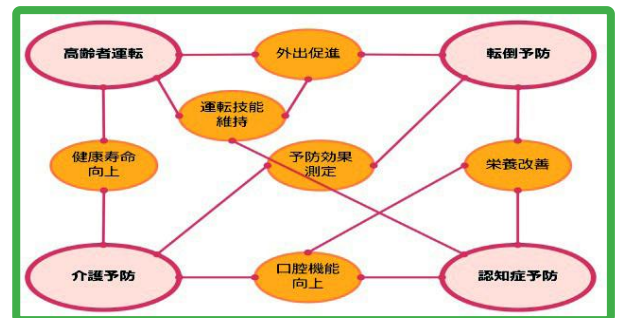 高齢者運転
外出促進
転倒予防
運転技能
維持
健康寿命
向上
予防効果
測定
栄養改善
介護予防
口腔機能
向上
認知症予防